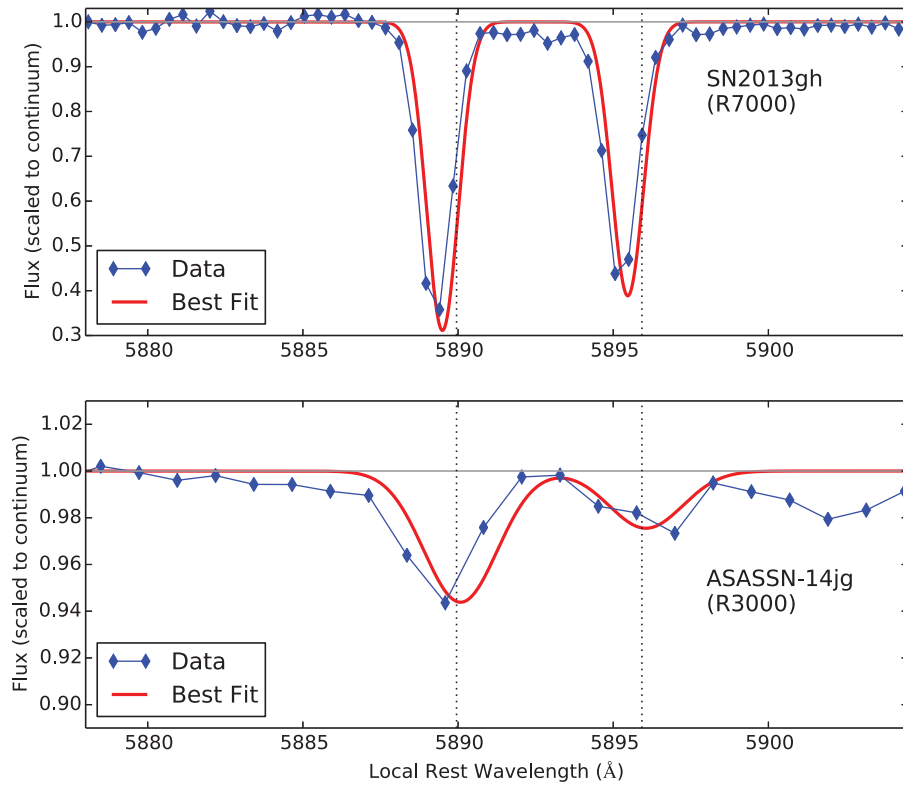 1.0
0.9
0.8
0.7
0.6
0.5
0.4
0.3
Flux (scaled to continuum)
SN2013gh
(R7000)
Data
Best Fit
5880
5885
5890
5895
5900
1.02
1.00
0.98
0.96
0.94
0.92
0.90
Flux (scaled to continuum)
ASASSN-14jg
(R3000)
Data
Best Fit
5880
5885
5890
5895
5900
Local Rest Wavelength (Å)